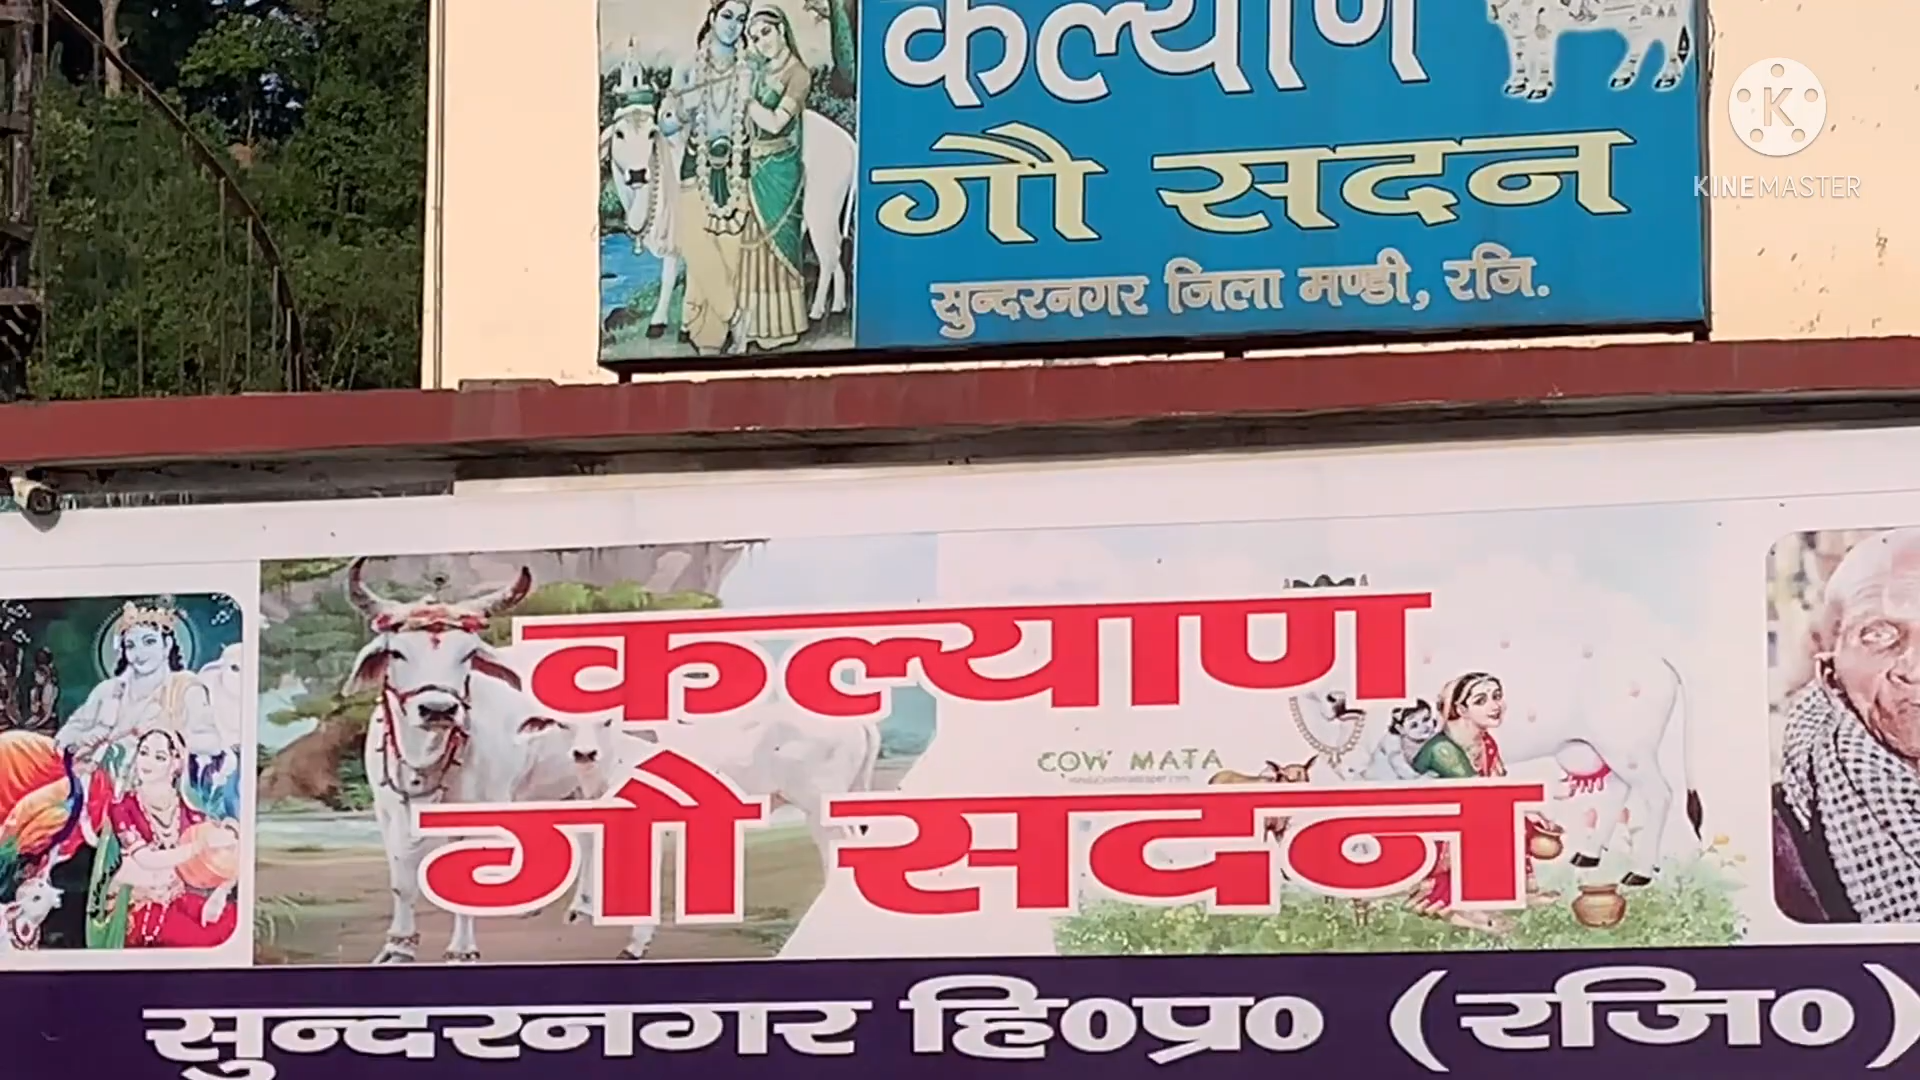 कल्याण
गौ सदन
सुन्दरनगर जिला मण्डी, रजि.
K
KINEMASTER
कल्याण
COW MATA
गौ सदन
सुन्दरनगर हि०प्र० (रजि०)